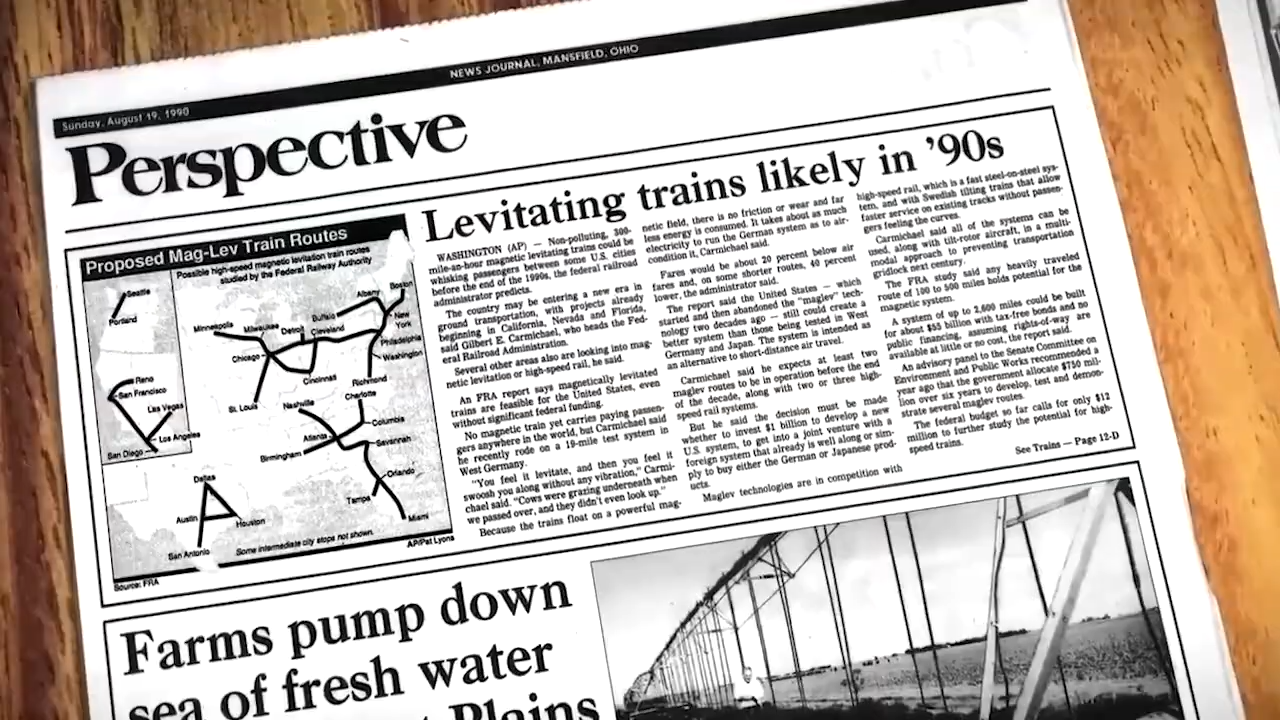 Sunday, August 19, 1990
NEWS JOURNAL, MANSFIELD, OHIO
Perspective
Levitating trains likely in '90s
Proposed Mag-Lev Train Routes
Possible high-speed magnetic levitation train routes
studied by the Federal Railway Authority
Seattle
Portland
Reno
San Francisco
Las Vegas
Los Angeles
San Diego
Dallas
Austin
Houston
San Antonio
Minneapolis
Milwaukee
Detroit
Cleveland
Buffalo
Albany
Boston
New
York
Philadelphia
Washington
Chicago
Cincinnati
Richmond
St. Louis
Nashville
Charlotte
Columbia
Atlanta
Savannah
Birmingham
Orlando
Tampa
Miami
Some intermediate city stops not shown.
Source: FRA
AP/Pat Lyons
WASHINGTON (AP) — Non-polluting, 300-
mile-an-hour magnetic levitating trains could be
whisking passengers between some U.S. cities
before the end of the 1990s, the federal railroad
administrator predicts.
The country may be entering a new era in
ground transportation, with projects already
beginning in California, Nevada and Florida,
said Gilbert E. Carmichael, who heads the Fed-
eral Railroad Administration.
Several other areas also are looking into mag-
netic levitation or high-speed rail, he said.
An FRA report says magnetically levitated
trains are feasible for the United States, even
without significant federal funding.
No magnetic train yet carries paying passen-
gers anywhere in the world, but Carmichael said
he recently rode on a 19-mile test system in
West Germany.
"You feel it levitate, and then you feel it
swoosh you along without any vibration," Carmi-
chael said. "Cows were grazing underneath when
we passed over, and they didn't even look up."
Because the trains float on a powerful mag-
netic field, there is no friction or wear and far
less energy is consumed. It takes about as much
electricity to run the German system as to air-
condition it, Carmichael said.
Fares would be about 20 percent below air
fares and, on some shorter routes, 40 percent
lower, the administrator said.
The report said the United States — which
started and then abandoned the "maglev" tech-
nology two decades ago — still could create a
better system than those being tested in West
Germany and Japan. The system is intended as
an alternative to short-distance air travel.
Carmichael said he expects at least two
maglev routes to be in operation before the end
of the decade, along with two or three high-
speed rail systems.
But he said the decision must be made
whether to invest $1 billion to develop a new
U.S. system, to get into a joint venture with a
foreign system that already is well along or sim-
ply to buy either the German or Japanese prod-
ucts.
Maglev technologies are in competition with
high-speed rail, which is a fast steel-on-steel sys-
tem, and with Swedish tilting trains that allow
faster service on existing tracks without passen-
gers feeling the curves.
Carmichael said all of the systems can be
used, along with tilt-rotor aircraft, in a multi-
modal approach to preventing transportation
gridlock next century.
The FRA study said any heavily traveled
route of 100 to 500 miles holds potential for the
magnetic system.
A system of up to 2,600 miles could be built
for about $55 billion with tax-free bonds and no
public financing, assuming rights-of-way are
available at little or no cost, the report said.
An advisory panel to the Senate Committee on
Environment and Public Works recommended a
year ago that the government allocate $750 mil-
lion over six years to develop, test and demon-
strate several maglev routes.
The federal budget so far calls for only $12
million to further study the potential for high-
speed trains.
See Trains — Page 12-D
Farms pump down
sea of fresh water
Plains